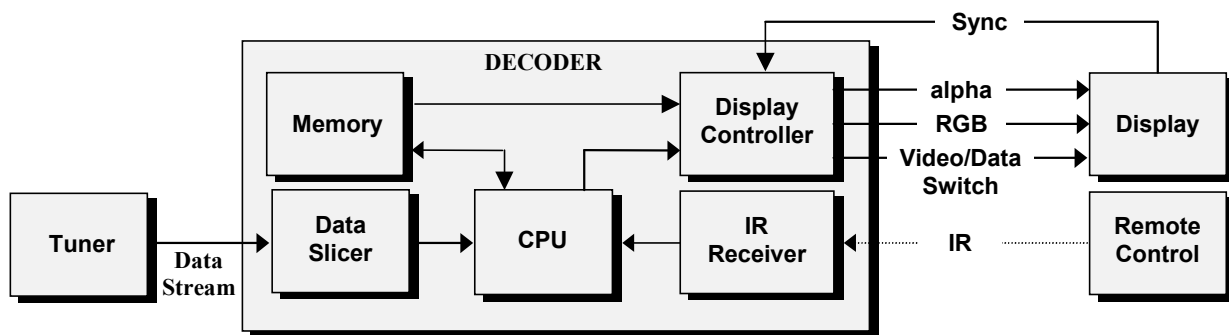 Sync
DECODER
Memory
Display
Controller
alpha
RGB
Video/Data
Switch
Display
Tuner
Data
Stream
Data
Slicer
CPU
IR
Receiver
IR
Remote
Control